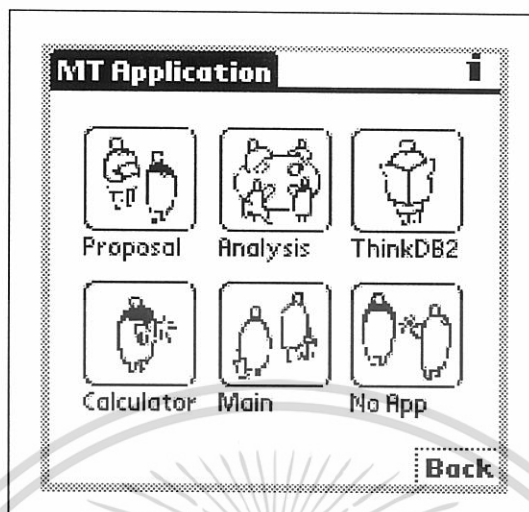 MT Application i
Proposal Analysis ThinkDB2
Calculator Main No App
Back